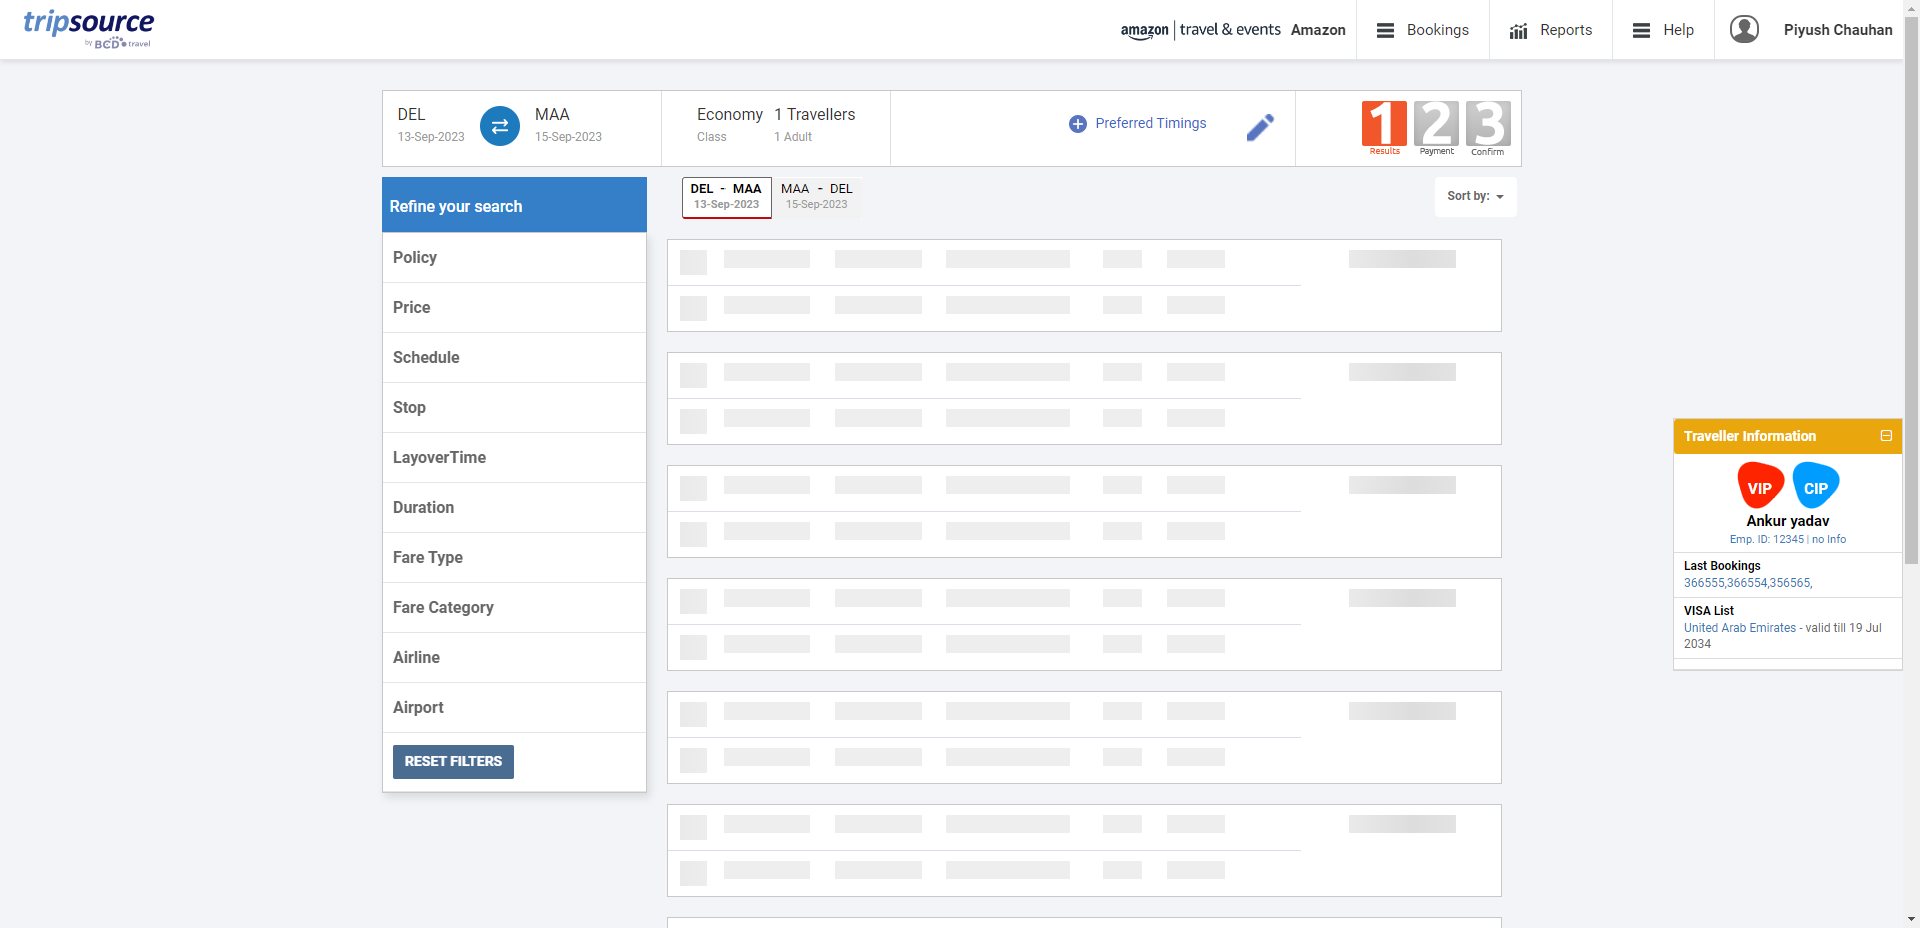 tripsource
by BCD travel
amazon | travel & events Amazon
Bookings
Reports
Help
Piyush Chauhan
DEL
13-Sep-2023
MAA
15-Sep-2023
Economy
Class
1 Travellers
1 Adult
Preferred Timings
1
Results
2
Payment
3
Confirm
Refine your search
Policy
Price
Schedule
Stop
LayoverTime
Duration
Fare Type
Fare Category
Airline
Airport
RESET FILTERS
DEL - MAA
13-Sep-2023
MAA - DEL
15-Sep-2023
Sort by:
Traveller Information
VIP
CIP
Ankur yadav
Emp. ID: 12345 | no Info
Last Bookings
366555,366554,356565,
VISA List
United Arab Emirates - valid till 19 Jul
2034